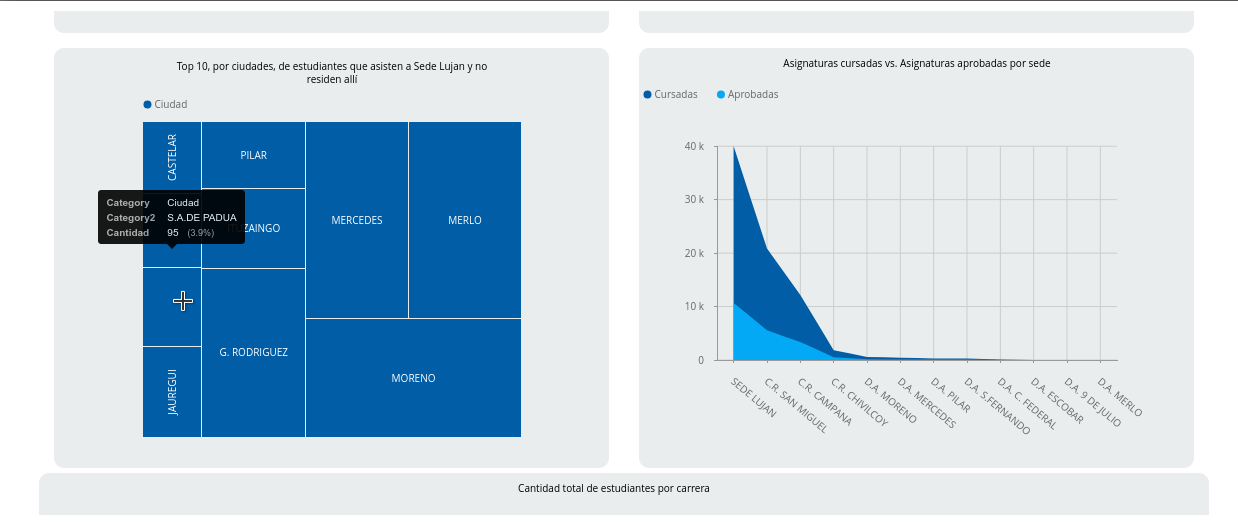 Top 10, por ciudades, de estudiantes que asisten a Sede Lujan y no
residen allí
Ciudad
CASTELAR
PILAR
MERCEDES
MERLO
ITUZAINGO
Category Ciudad
Category2 S.A.DE PADUA
Cantidad 95 (3.9%)
G. RODRIGUEZ
JAUREGUI
MORENO
Asignaturas cursadas vs. Asignaturas aprobadas por sede
Cursadas Aprobadas
40 k
30 k
20 k
10 k
0
SEDE LUJAN
C.R. SAN MIGUEL
C.R. CAMPANA
C.R. CHIVILCOY
D.A. MORENO
D.A. MERCEDES
D.A. PILAR
D.A. S.FERNANDO
D.A. C. FEDERAL
D.A. ESCOBAR
D.A. 9 DE JULIO
D.A. MERLO
Cantidad total de estudiantes por carrera